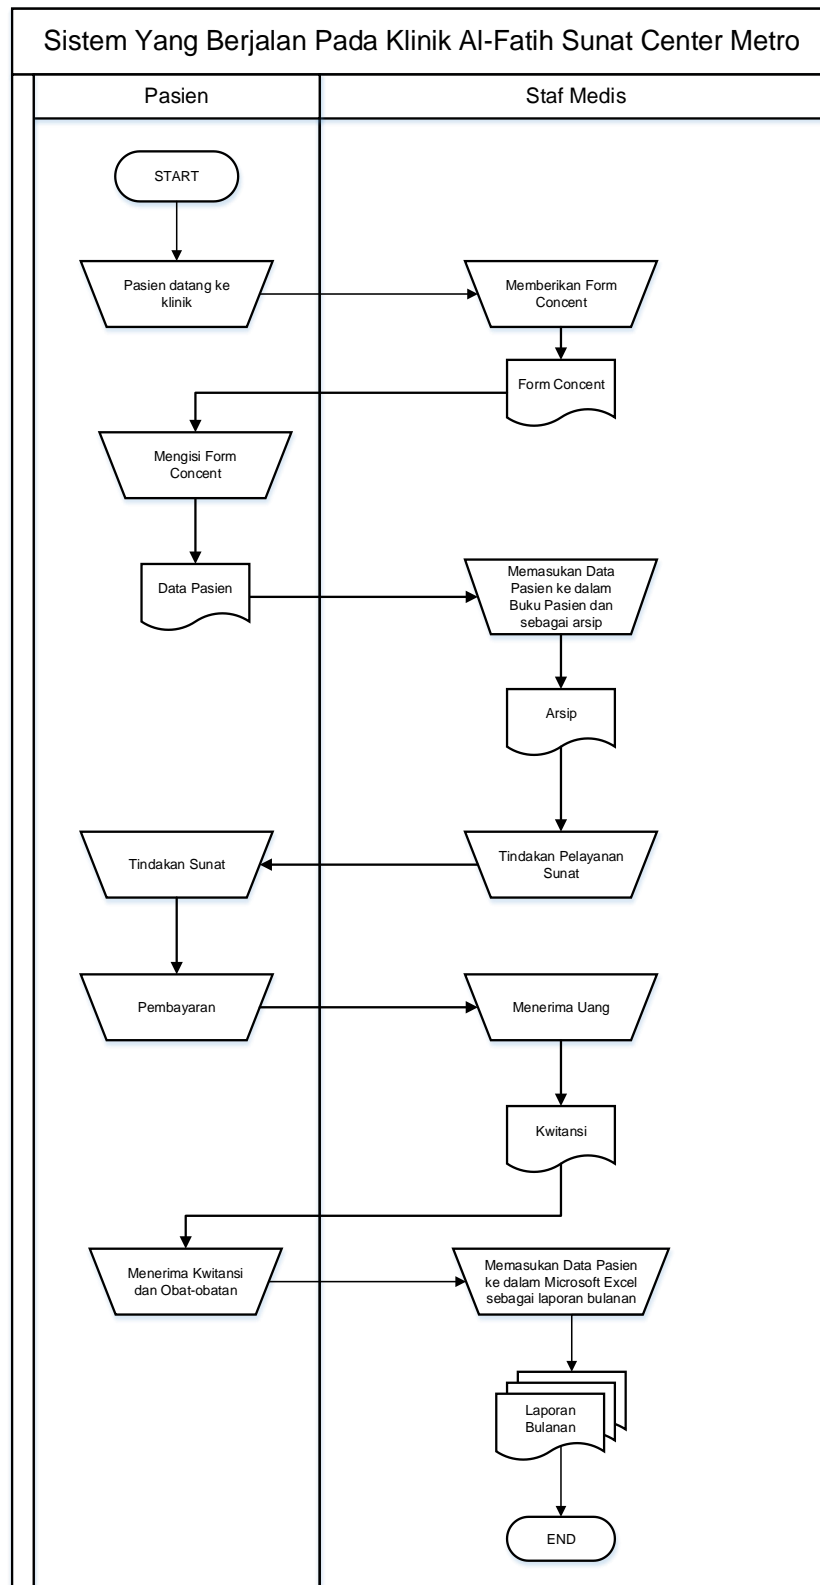 Sistem Yang Berjalan Pada Klinik Al-Fatih Sunat Center Metro
Pasien
Staf Medis
START
Pasien datang ke
klinik
Memberikan Form
Concent
Form Concent
Mengisi Form
Concent
Data Pasien
Memasukan Data
Pasien ke dalam
Buku Pasien dan
sebagai arsip
Arsip
Tindakan Pelayanan
Sunat
Tindakan Sunat
Pembayaran
Menerima Uang
Kwitansi
Menerima Kwitansi
dan Obat-obatan
Memasukan Data Pasien
ke dalam Microsoft Excel
sebagai laporan bulanan
Laporan
Bulanan
END